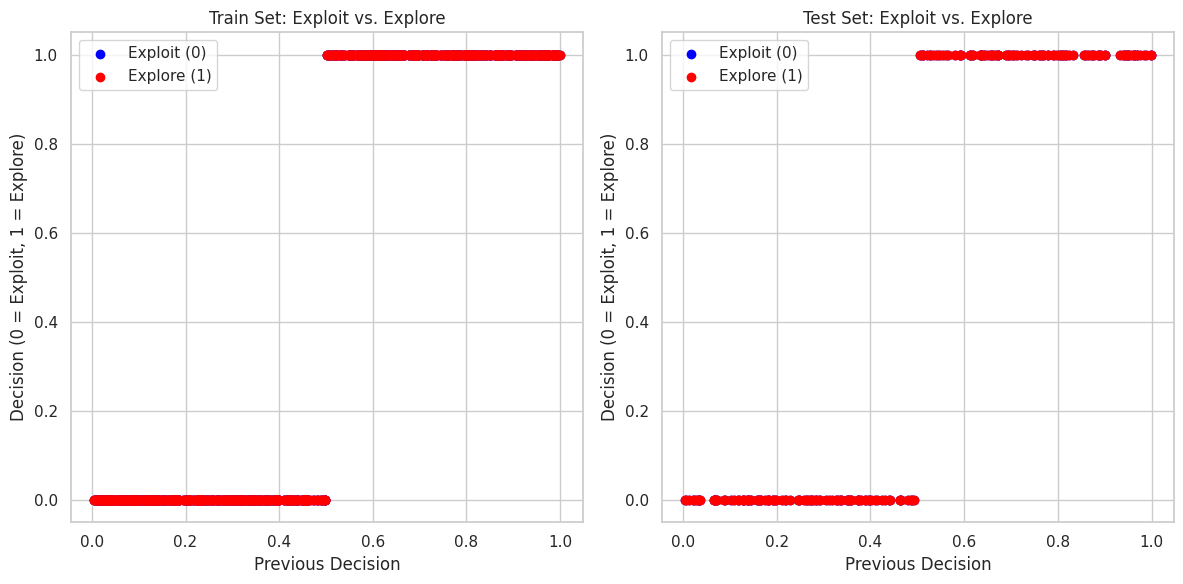 Train Set: Exploit vs. Explore
Exploit (0)
Explore (1)
1.0
0.8
0.6
0.4
0.2
0.0
Decision (0 = Exploit, 1 = Explore)
0.0 0.2 0.4 0.6 0.8 1.0
Previous Decision
Test Set: Exploit vs. Explore
Exploit (0)
Explore (1)
1.0
0.8
0.6
0.4
0.2
0.0
Decision (0 = Exploit, 1 = Explore)
0.0 0.2 0.4 0.6 0.8 1.0
Previous Decision